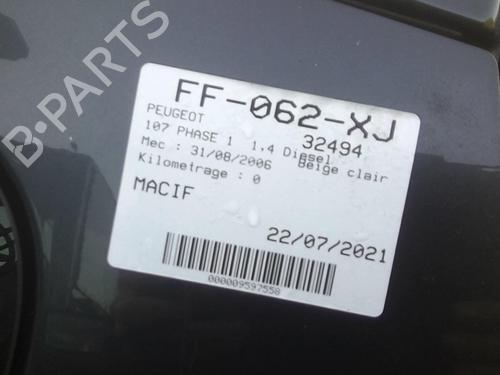 B-PARTS
FF-062-XJ
PEUGEOT 32494
107 PHASE 1 1.4 Diesel
Mec : 31/08/2006 Beige clair
Kilometrage : 0
MACIF
22/07/2021
000009597558